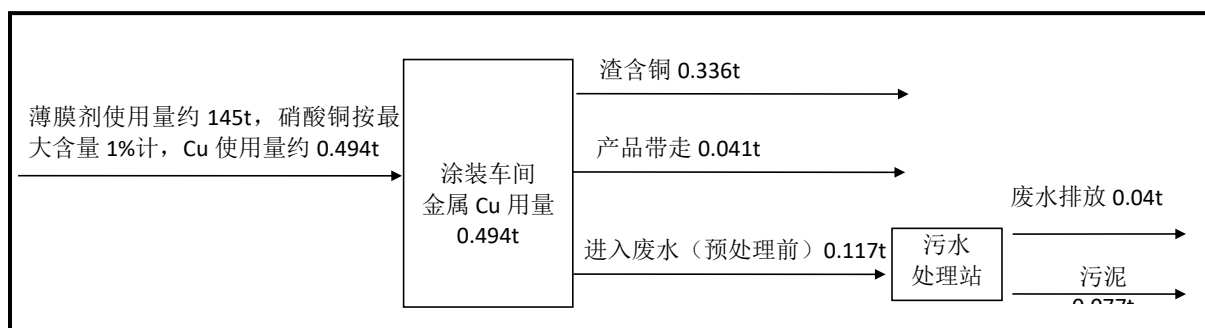 渣含铜 0.336t
薄膜剂使用量约 145t，硝酸铜按最
大含量 1%计，Cu 使用量约 0.494t
涂装车间
金属 Cu 用量
0.494t
产品带走 0.041t
进入废水（预处理前）0.117t
污水
处理站
废水排放 0.04t
污泥
0.077t